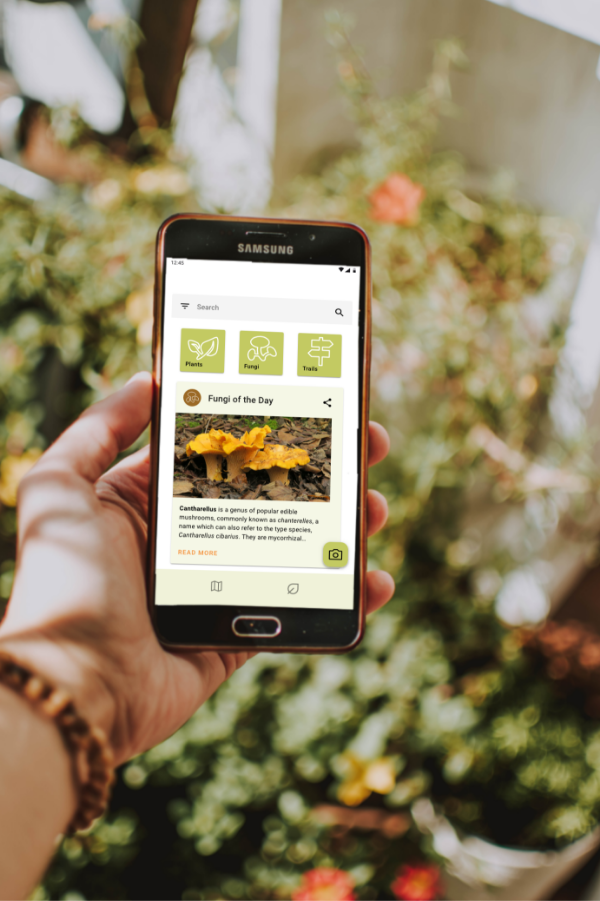 SAMSUNG
12:45
Search
Plants
Fungi
Trails
Fungi of the Day
Cantharellus is a genus of popular edible
mushrooms, commonly known as chanterelles, a
name which can also refer to the type species,
Cantharellus cibarius. They are mycorrhizal..
READ MORE